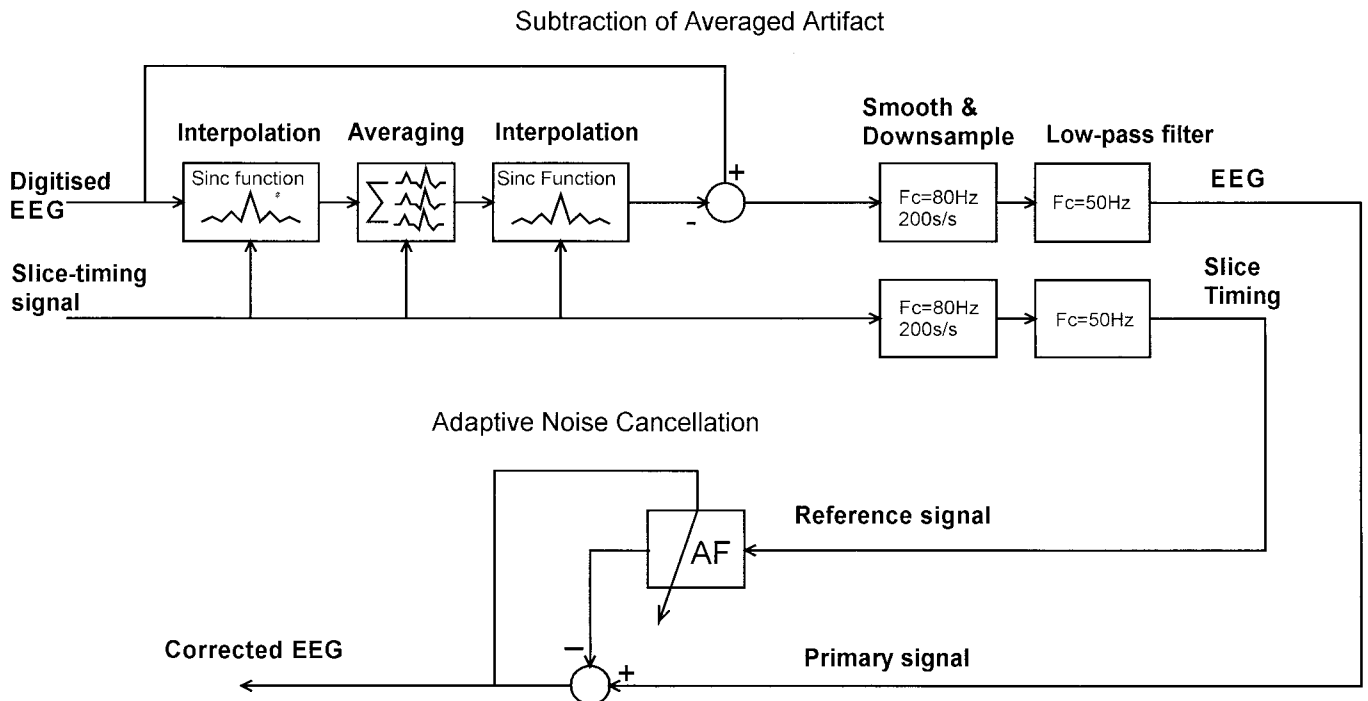 Subtraction of Averaged Artifact
Smooth &
Downsample
Low-pass filter
Interpolation
Averaging
Interpolation
Digitised
EEG
Sinc function
Sinc Function
+
-
Fc=80Hz
200s/s
Fc=50Hz
EEG
Slice-timing
signal
Fc=80Hz
200s/s
Fc=50Hz
Slice
Timing
Adaptive Noise Cancellation
AF
Reference signal
Corrected EEG
−
+
Primary signal